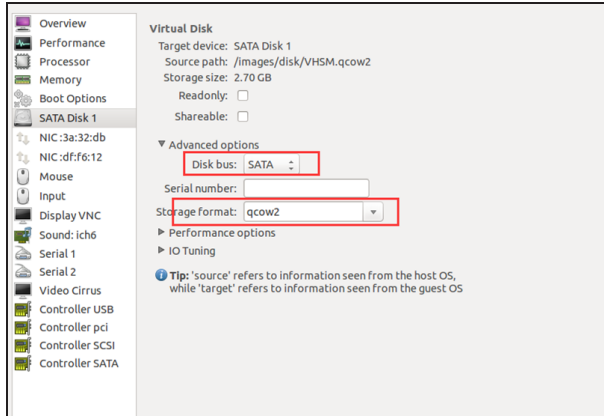 Overview
Performance
Processor
Memory
Boot Options
SATA Disk 1
NIC :3a:32:db
NIC :df:f6:12
Mouse
Input
Display VNC
Sound: ich6
Serial 1
Serial 2
Video Cirrus
Controller USB
Controller pci
Controller SCSI
Controller SATA
Virtual Disk
Target device: SATA Disk 1
Source path: /images/disk/VHSM.qcow2
Storage size: 2.70 GB
Readonly:
Shareable:
Advanced options
Disk bus: SATA
Serial number:
Storage format: qcow2
Performance options
IO Tuning
Tip: 'source' refers to information seen from the host OS,
while 'target' refers to information seen from the guest OS